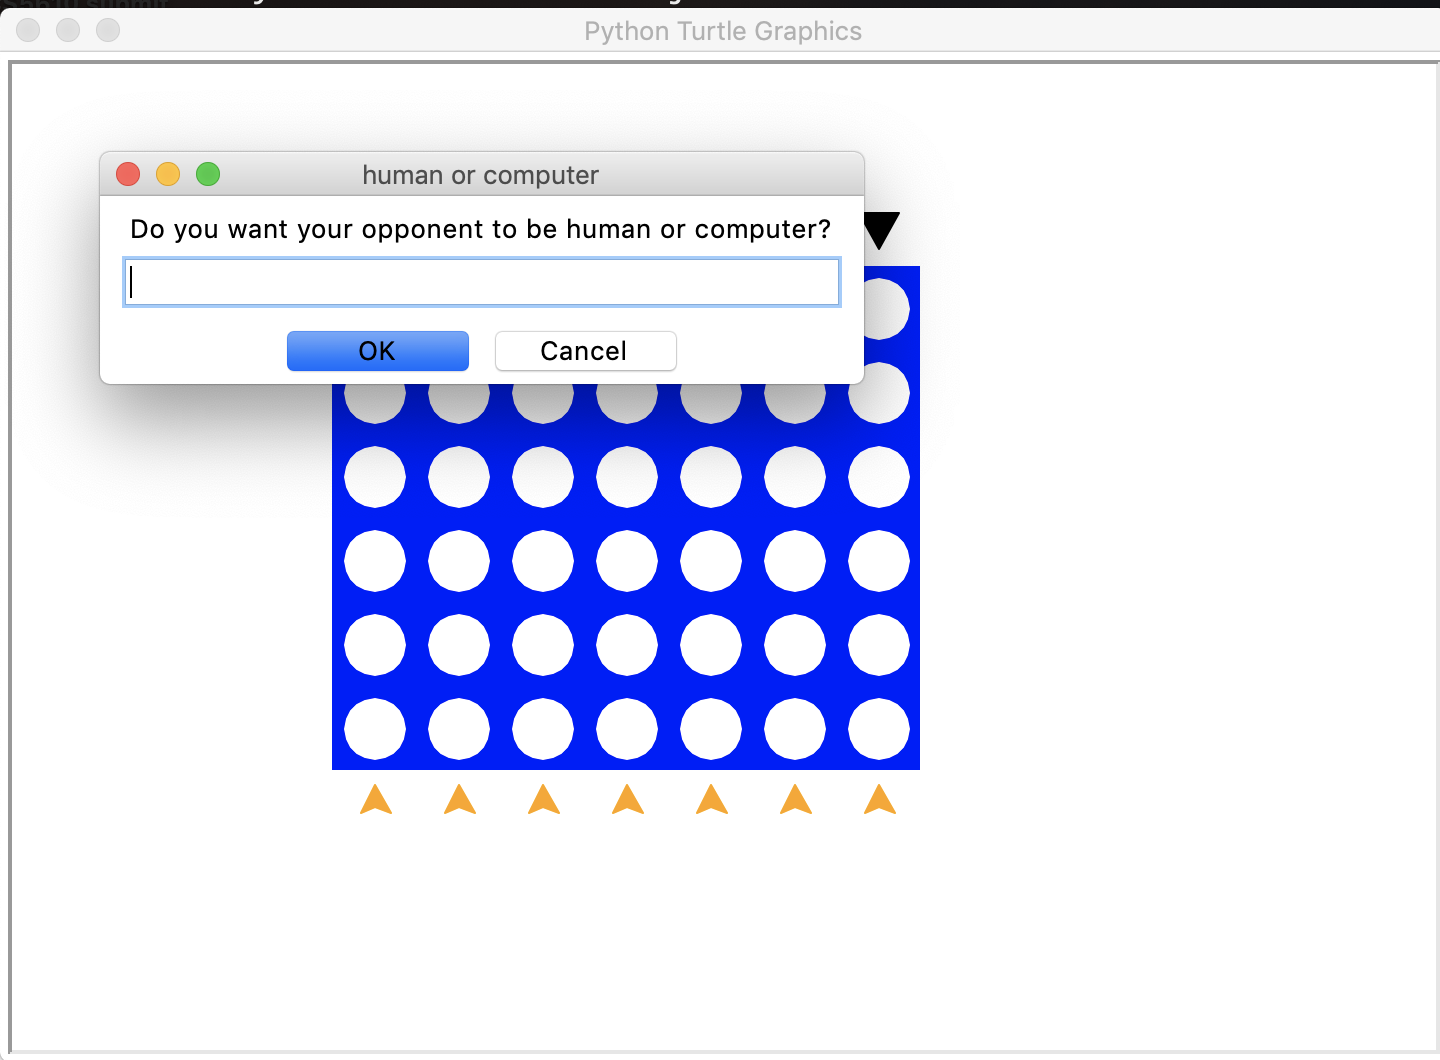 Python Turtle Graphics
human or computer
Do you want your opponent to be human or computer?
OK
Cancel